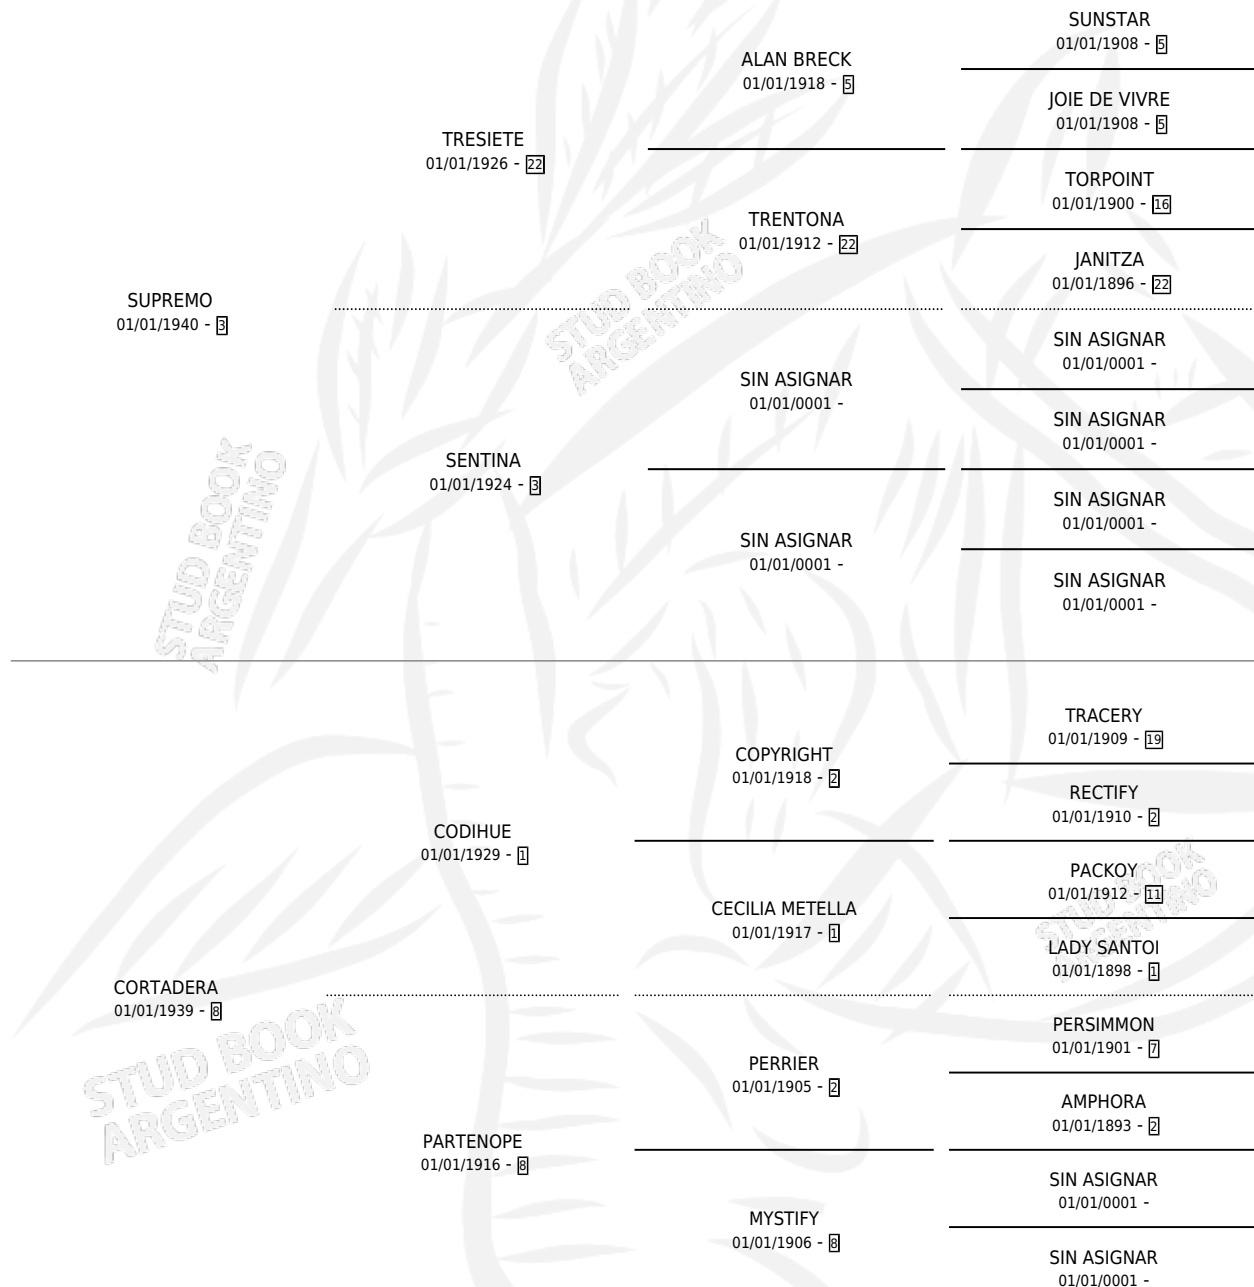 SUNSTAR
01/01/1908 - 5
ALAN BRECK
01/01/1918 - 5
JOIE DE VIVRE
01/01/1908 - 5
TRESIETE
01/01/1926 - 22
TORPOINT
01/01/1900 - 16
TRENTONA
01/01/1912 - 22
JANITZA
01/01/1896 - 22
SUPREMO
01/01/1940 - 3
STUD BOOK
ARGENTINO
SIN ASIGNAR
01/01/0001 -
SIN ASIGNAR
01/01/0001 -
SIN ASIGNAR
01/01/0001 -
SENTINA
01/01/1924 - 3
SIN ASIGNAR
01/01/0001 -
SIN ASIGNAR
01/01/0001 -
SIN ASIGNAR
01/01/0001 -
STUD BOOK
ARGENTINO
TRACERY
01/01/1909 - 19
COPYRIGHT
01/01/1918 - 2
RECTIFY
01/01/1910 - 2
CODIHUE
01/01/1929 - 1
PACKOY
01/01/1912 - 11
CECILIA METELLA
01/01/1917 - 1
STUD BOOK
ARGENTINO
LADY SANTOI
01/01/1898 - 1
CORTADERA
01/01/1939 - 8
STUD BOOK
ARGENTINO
PERSIMMON
01/01/1901 - 7
PERRIER
01/01/1905 - 2
AMPHORA
01/01/1893 - 2
PARTENOPE
01/01/1916 - 8
SIN ASIGNAR
01/01/0001 -
MYSTIFY
01/01/1906 - 8
SIN ASIGNAR
01/01/0001 -